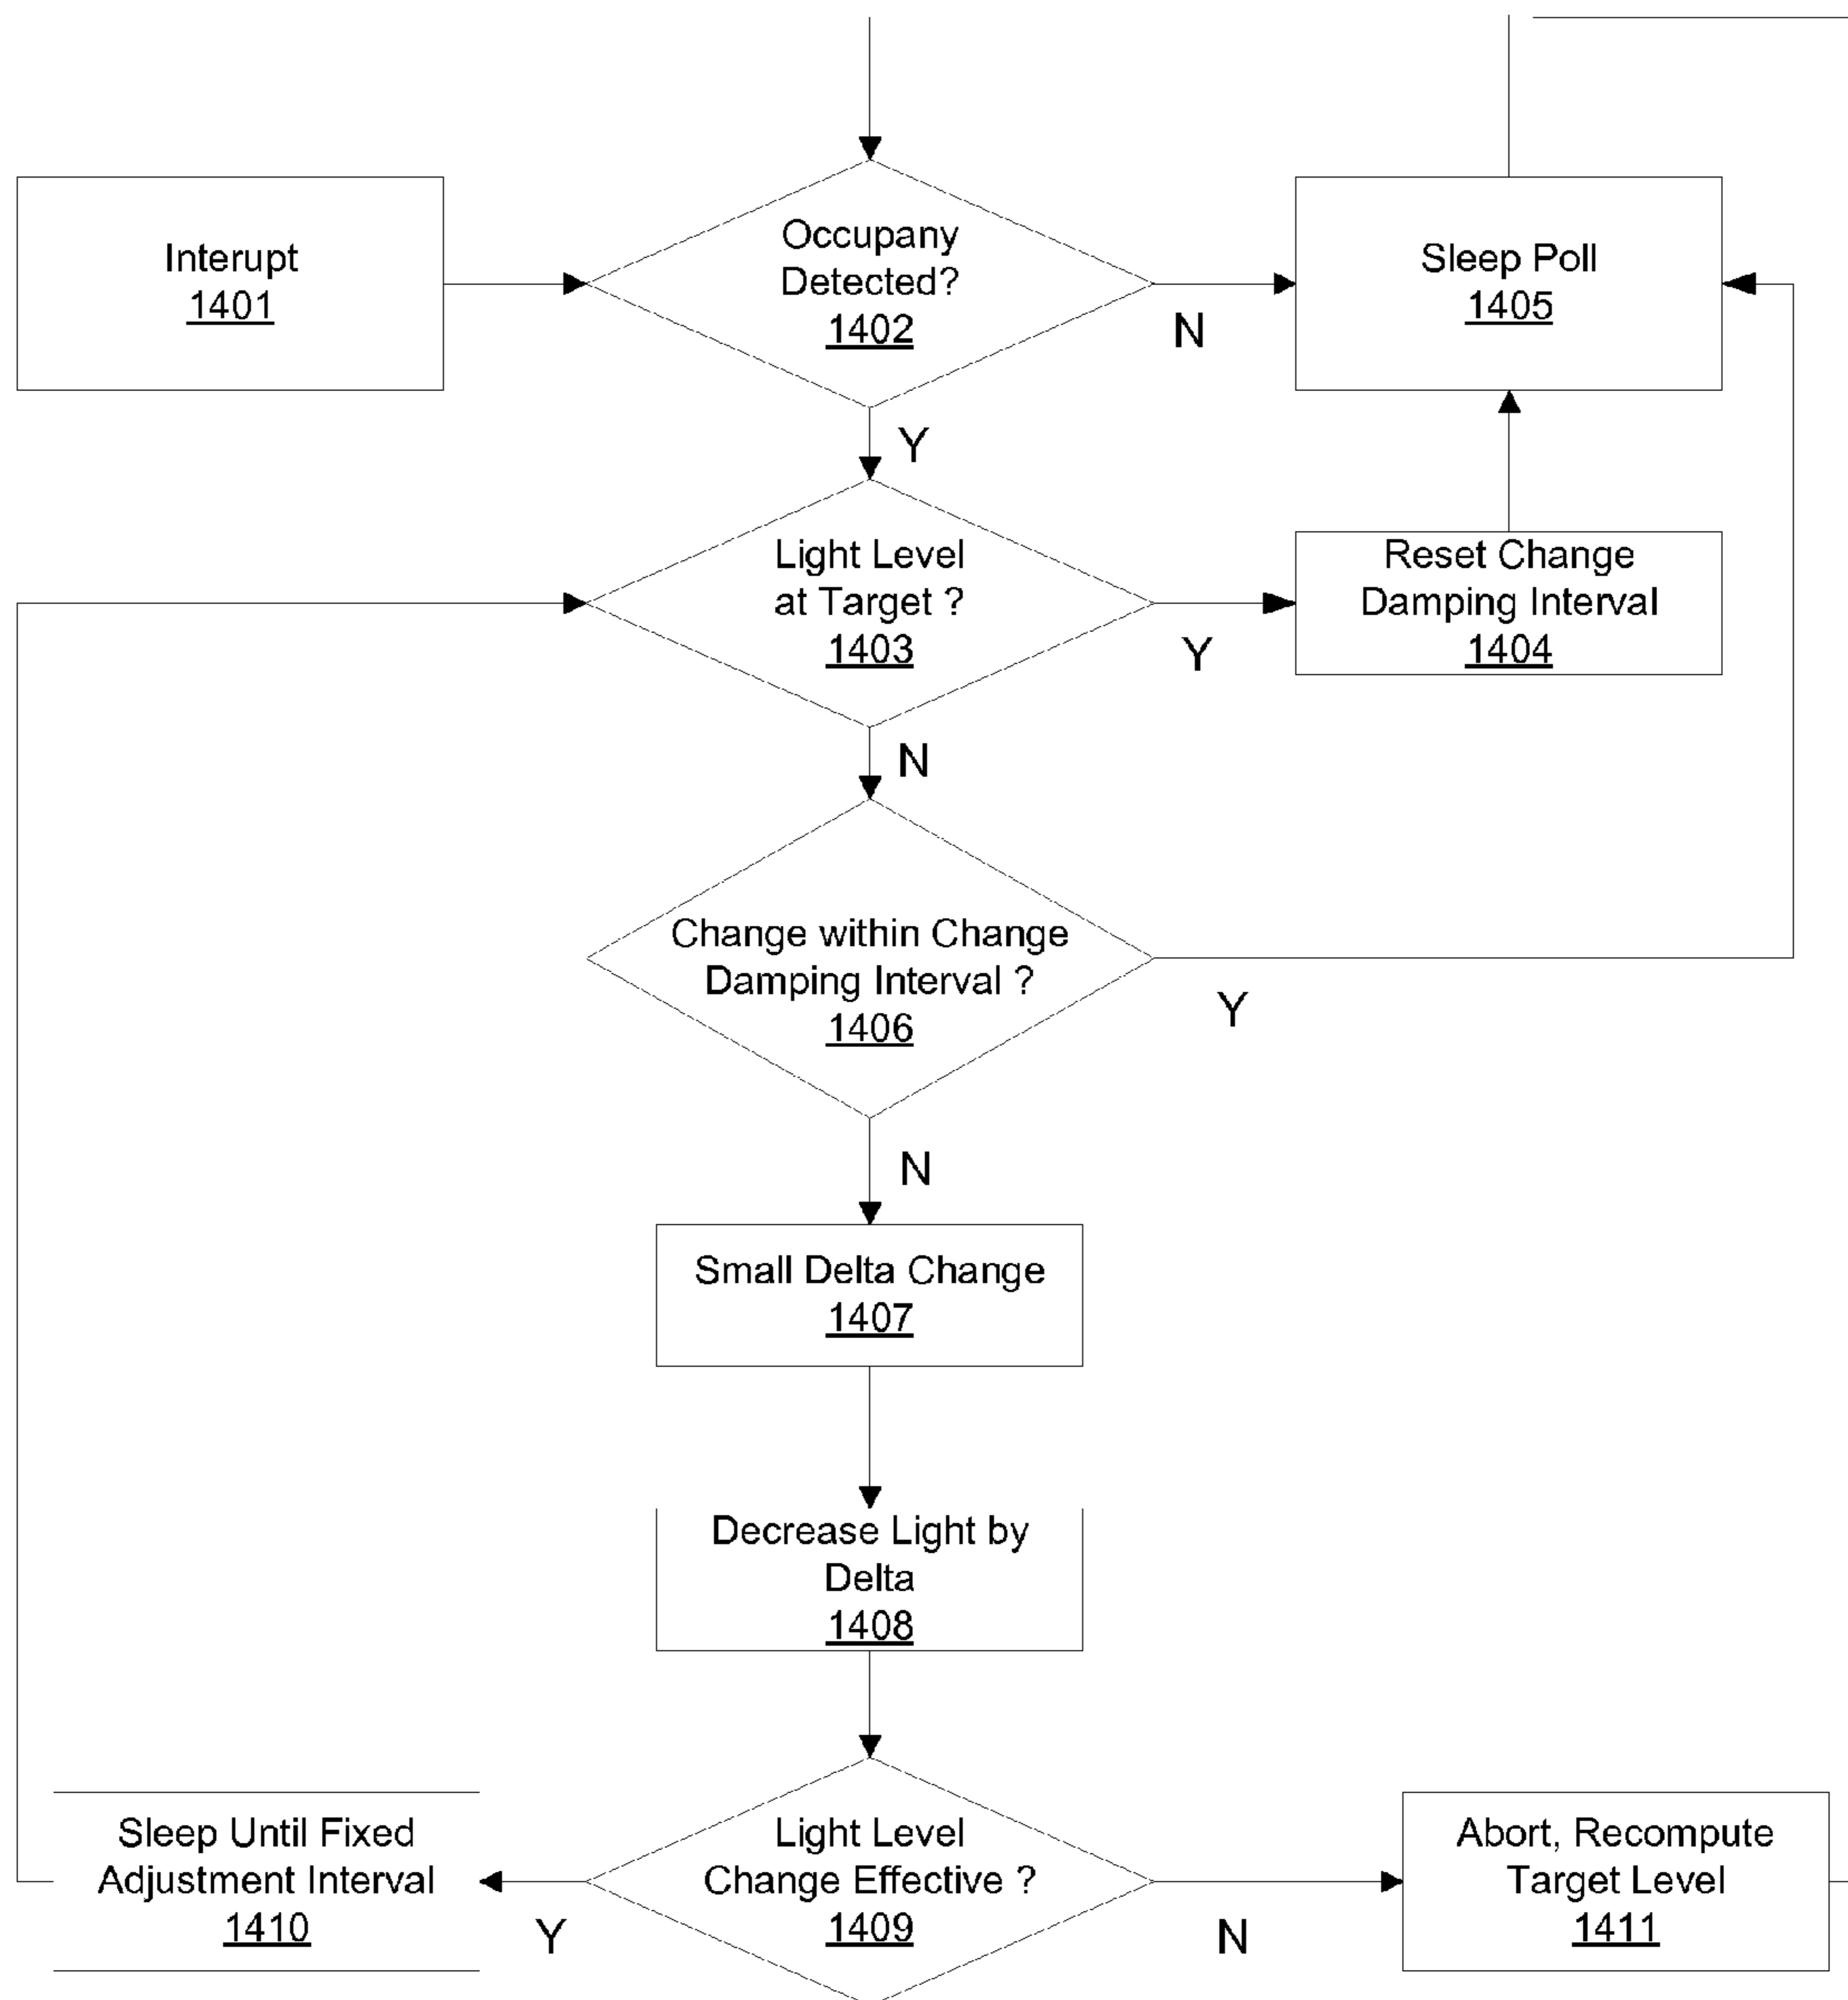 Interupt
1401
Occupany
Detected?
1402
N
Sleep Poll
1405
Y
Light Level
at Target ?
1403
Y
Reset Change
Damping Interval
1404
N
Change within Change
Damping Interval ?
1406
Y
N
Small Delta Change
1407
Decrease Light by
Delta
1408
Sleep Until Fixed
Adjustment Interval
1410
Y
Light Level
Change Effective ?
1409
N
Abort, Recompute
Target Level
1411